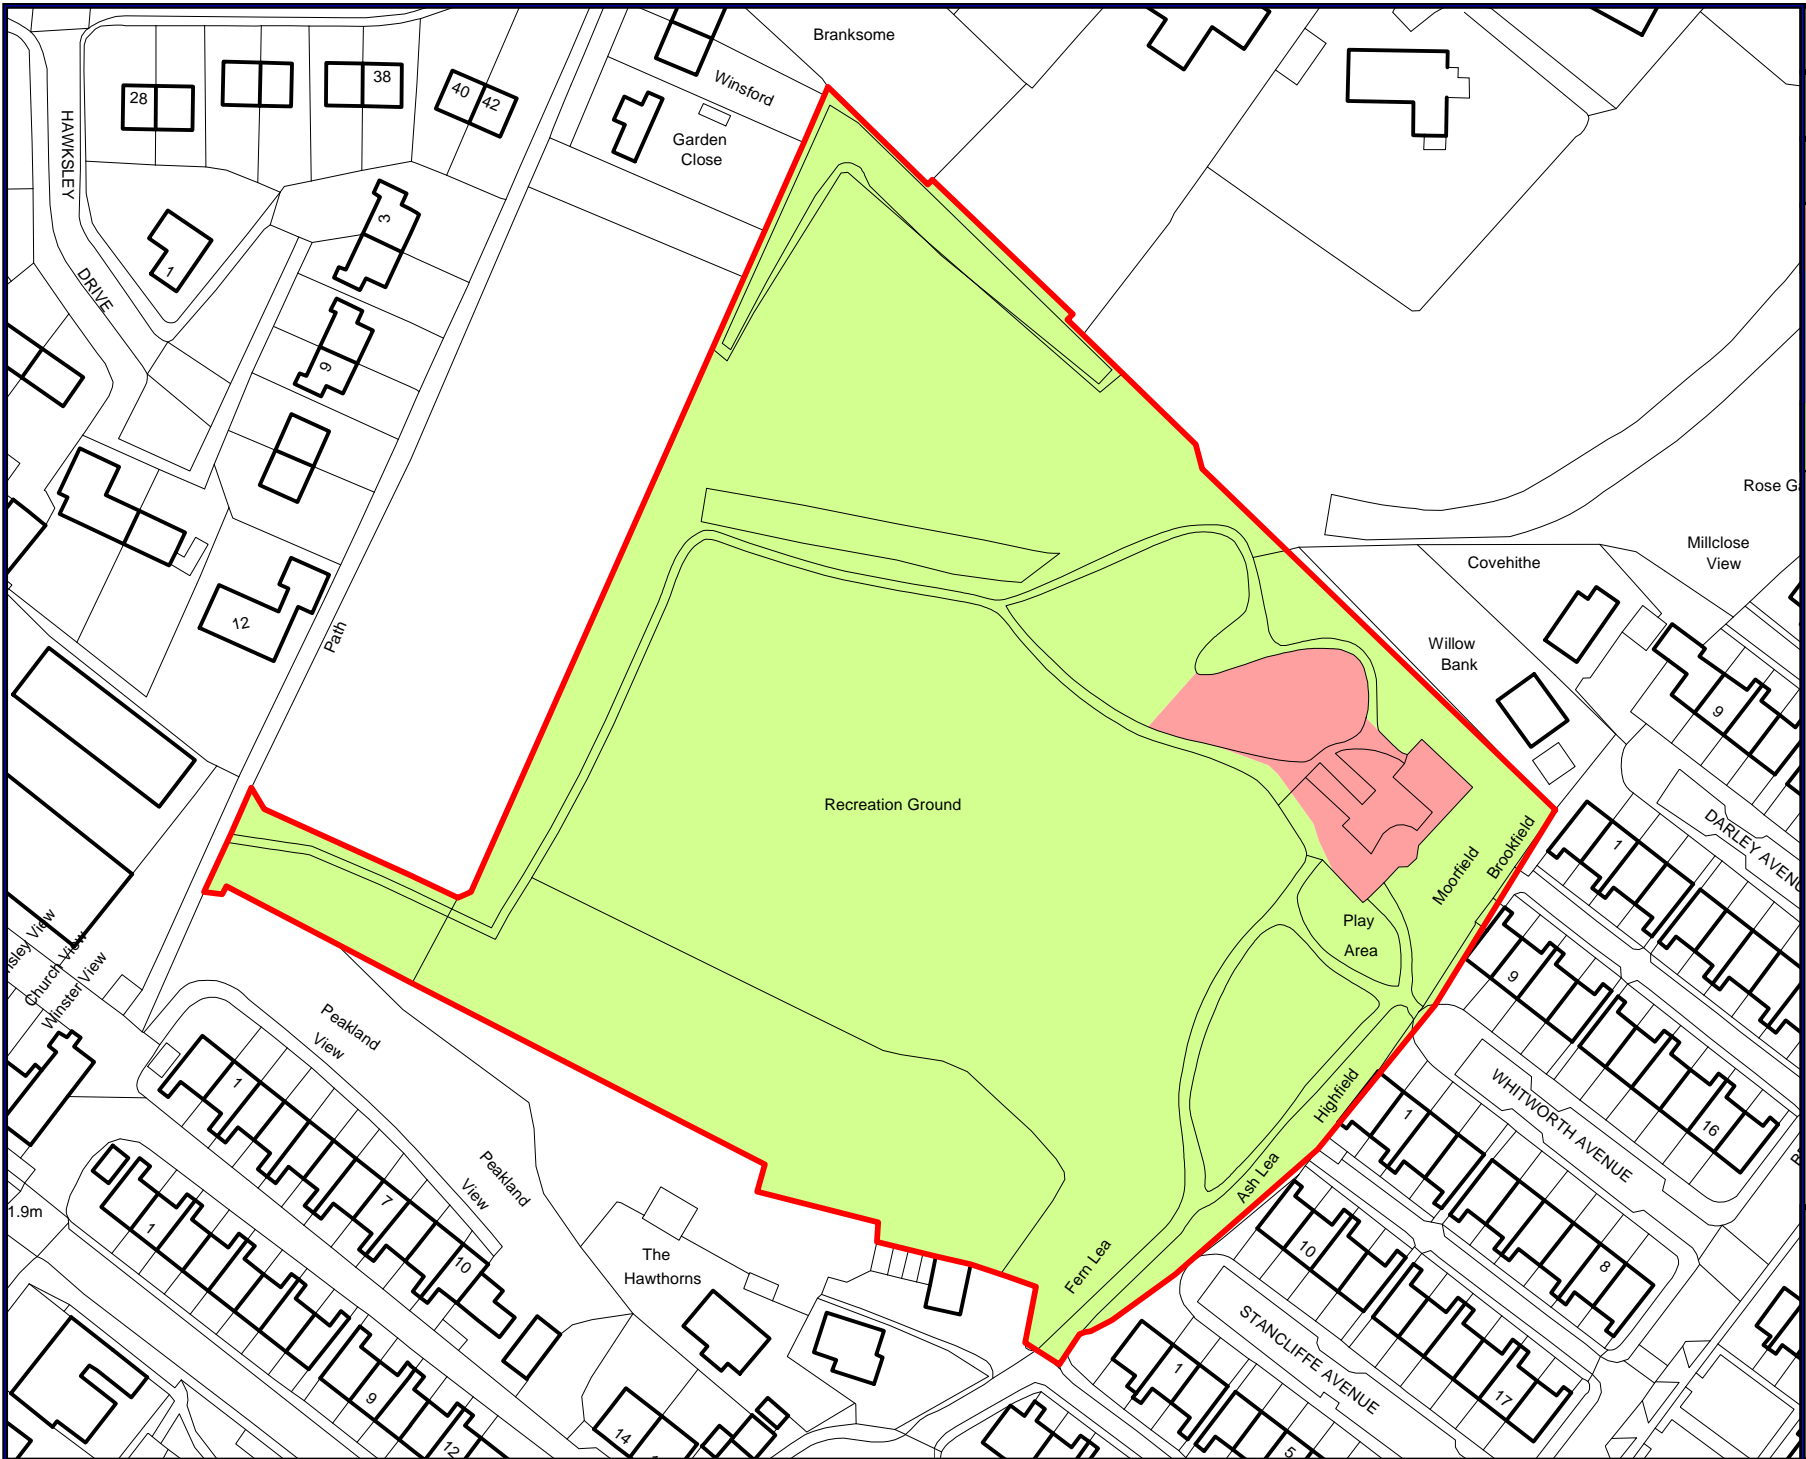 Branksome
Winsford
Garden
Close
28
38
40
42
HAWKSLEY
DRIVE
1
3
9
12
Path
Rose
Millclose
View
Covehithe
Willow
Bank
9
Recreation Ground
Play
Area
Moorfield
Brookfield
DARLEY
1
9
16
WHITWORTH AVENUE
Highfield
1
8
Ash Lea
Fern Lea
10
17
STANCLIFFE AVENUE
1
5
Church View
Winster View
Peakland
View
Peakland
View
1
7
10
1
9
12
1.9m
The
Hawthorns
14